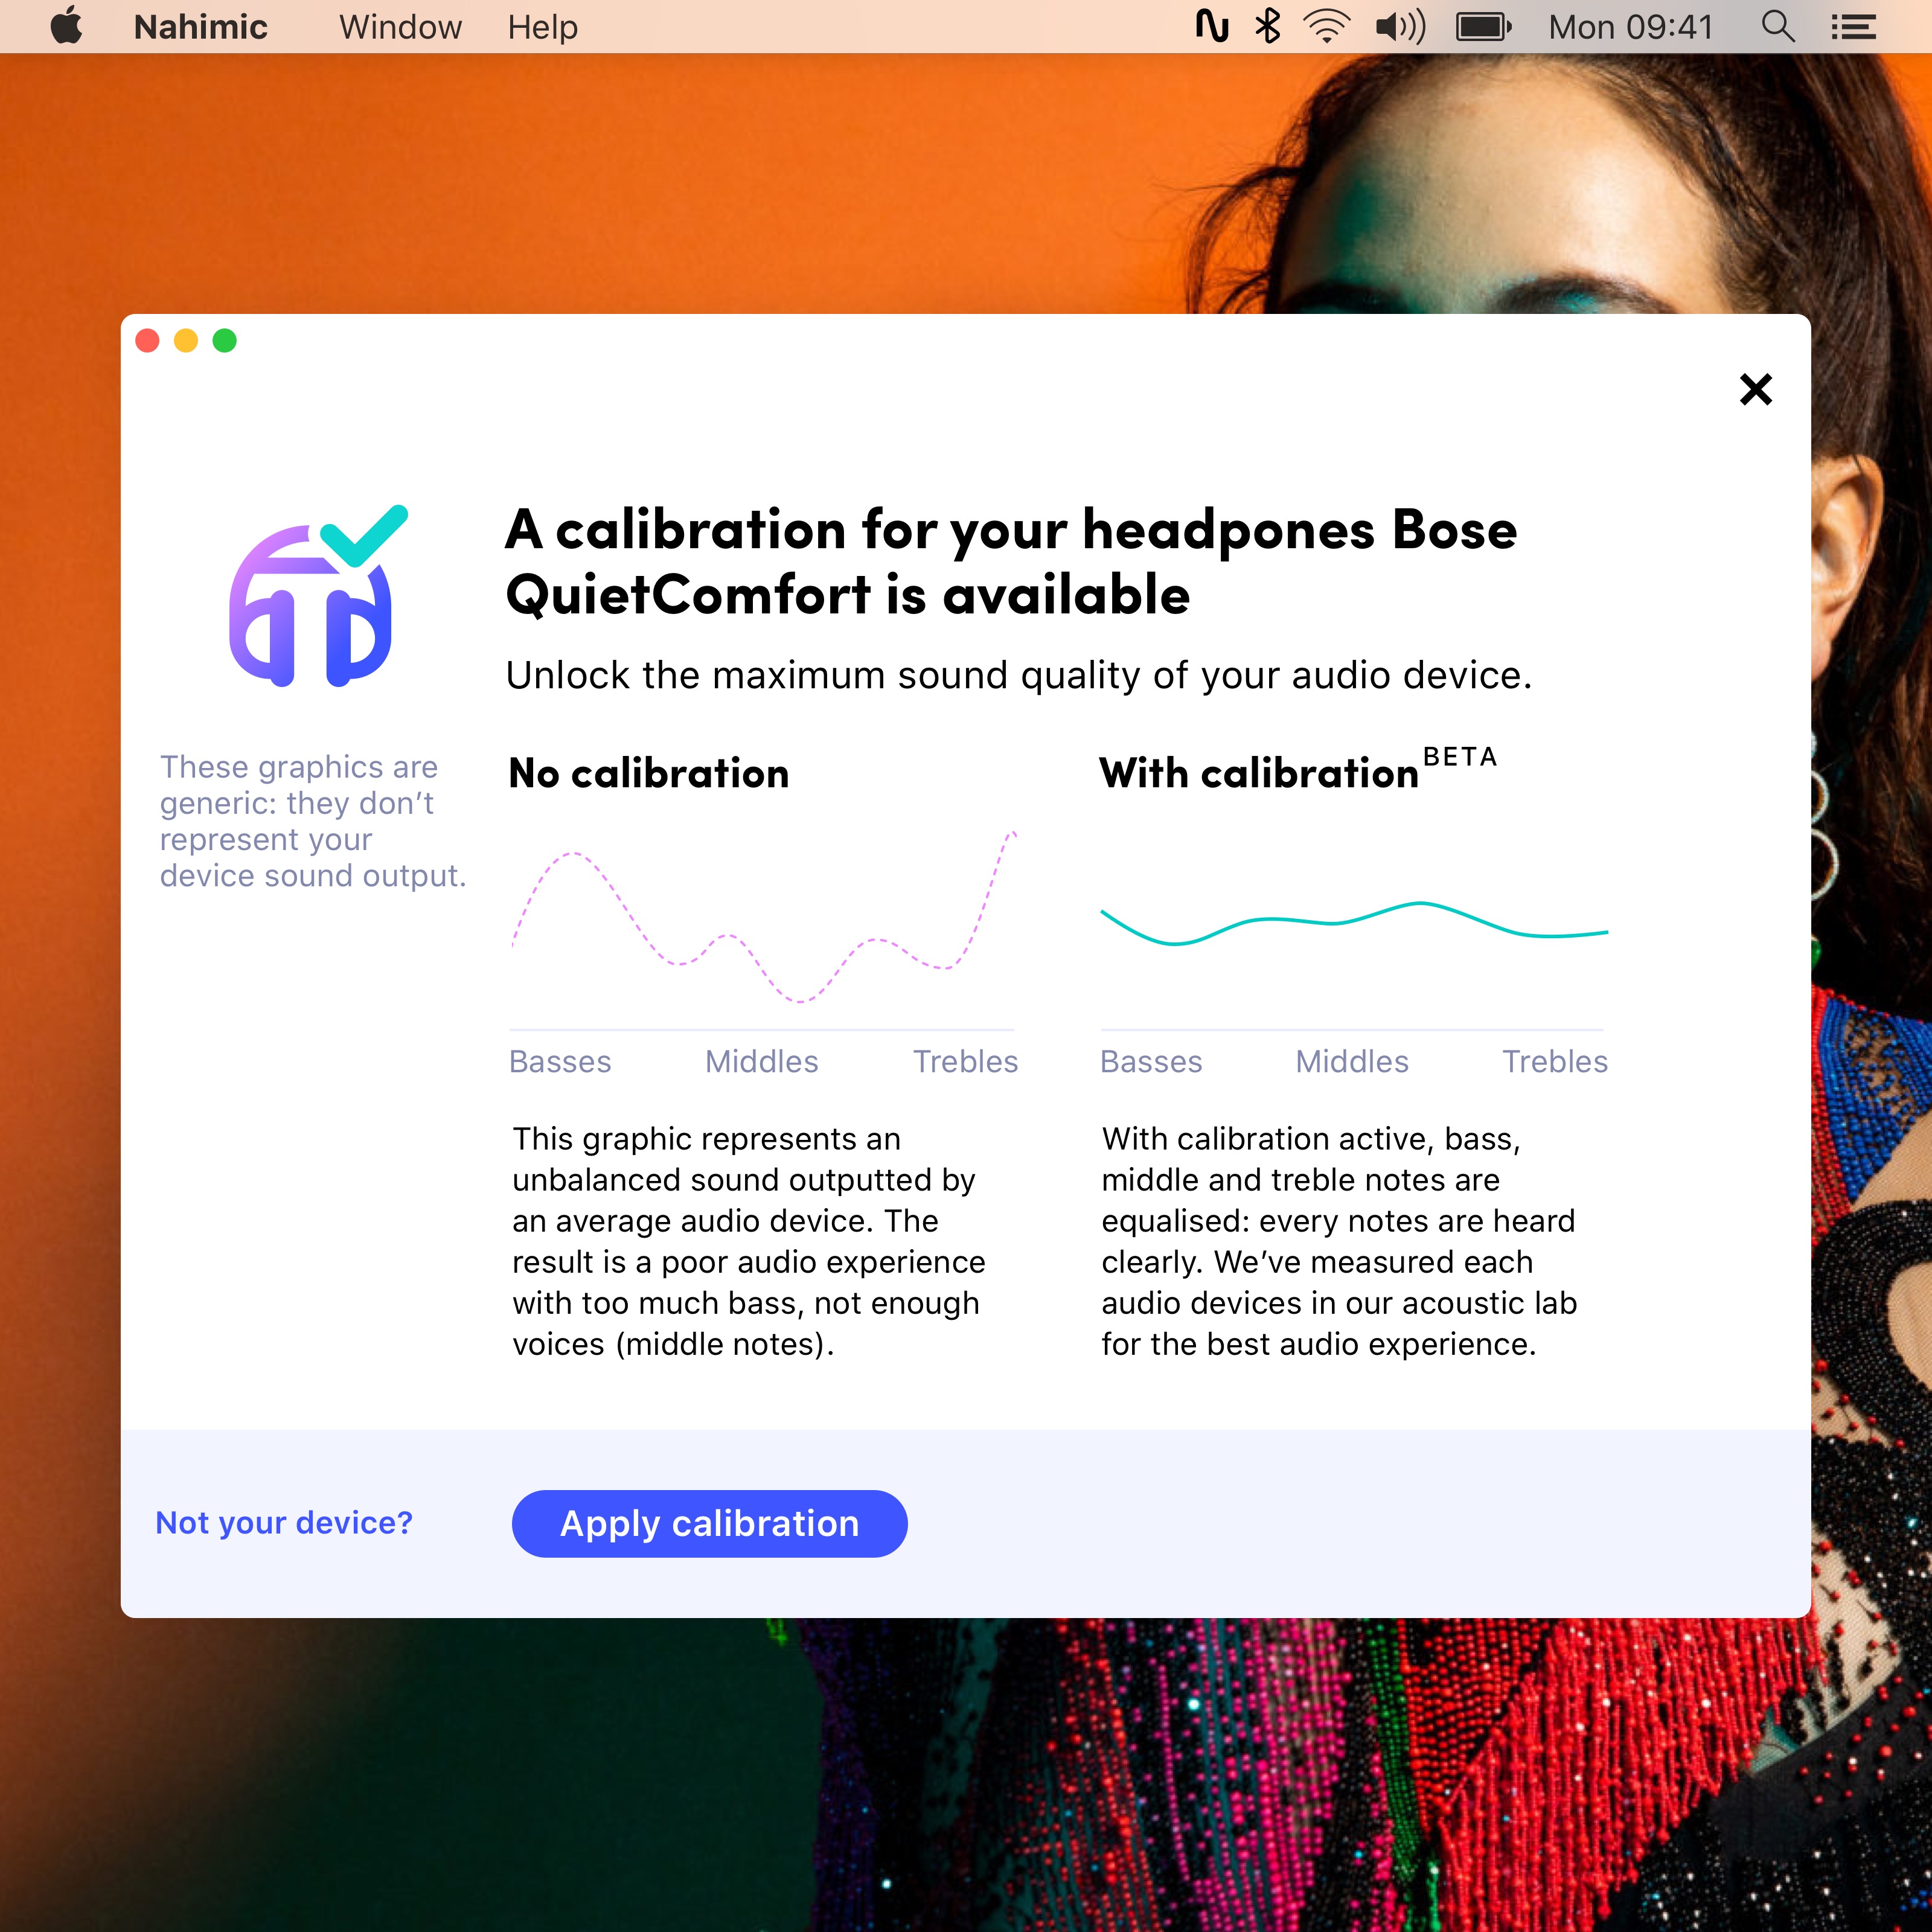 Nahimic Window Help Mon 09:41
A calibration for your headpones Bose
QuietComfort is available
Unlock the maximum sound quality of your audio device.
These graphics are
generic: they don’t
represent your
device sound output.
No calibration
Basses Middles Trebles
This graphic represents an
unbalanced sound outputted by
an average audio device. The
result is a poor audio experience
with too much bass, not enough
voices (middle notes).
With calibration BETA
Basses Middles Trebles
With calibration active, bass,
middle and treble notes are
equalised: every notes are heard
clearly. We’ve measured each
audio devices in our acoustic lab
for the best audio experience.
Not your device?
Apply calibration